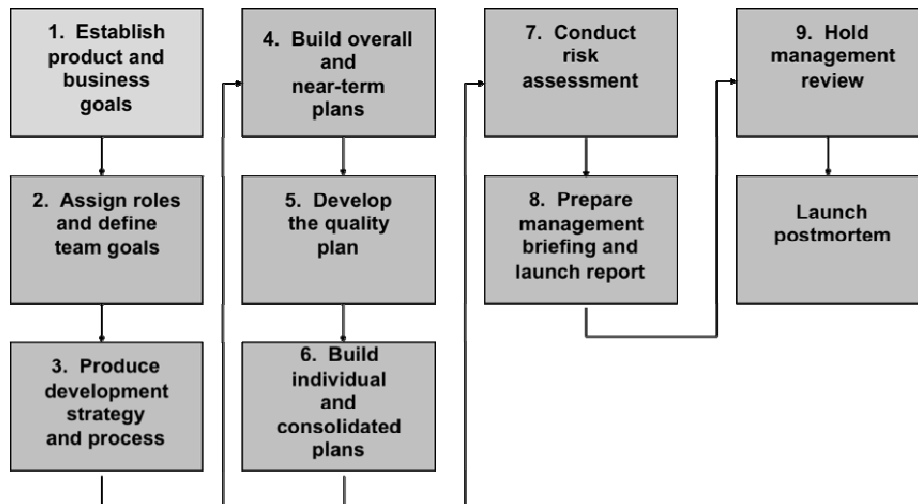 1. Establish
product and
business
goals
2. Assign roles
and define
team goals
3. Produce
development
strategy
and process
4. Build overall
and
near-term
plans
5. Develop
the quality
plan
6. Build
individual
and
consolidated
plans
7. Conduct
risk
assessment
8. Prepare
management
briefing and
launch report
9. Hold
management
review
Launch
postmortem